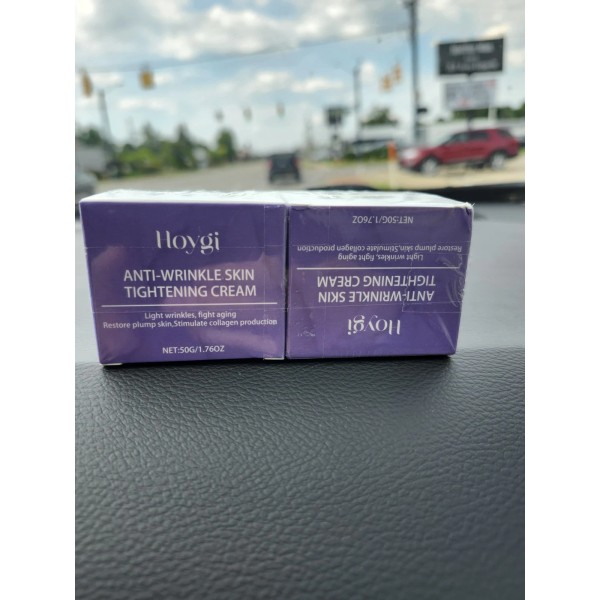 Hoygi
ANTI-WRINKLE SKIN
TIGHTENING CREAM
Light wrinkles, fight aging
Restore plump skin,Stimulate collagen production
NET:50G/1.76OZ
Hoygi
ANTI-WRINKLE SKIN
TIGHTENING CREAM
Light wrinkles, fight aging
Restore plump skin,Stimulate collagen production
NET:50G/1.76OZ